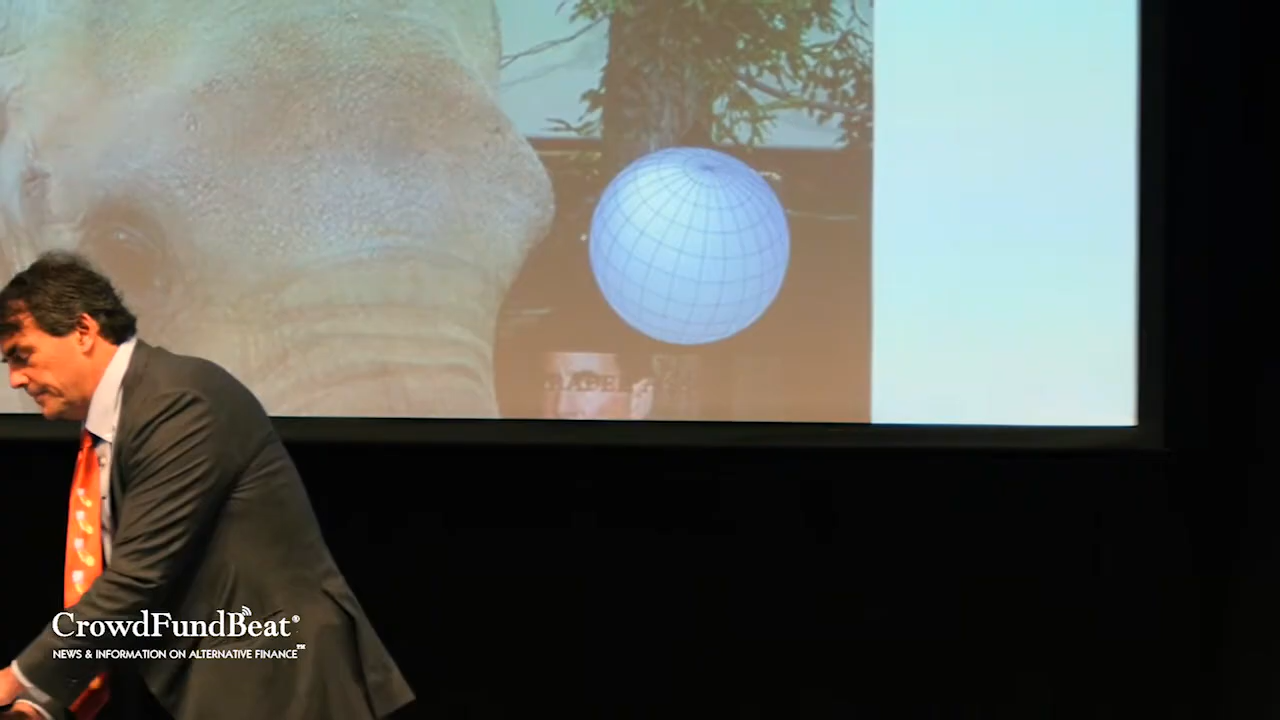 CrowdFundBeat®
NEWS & INFORMATION ON ALTERNATIVE FINANCE™